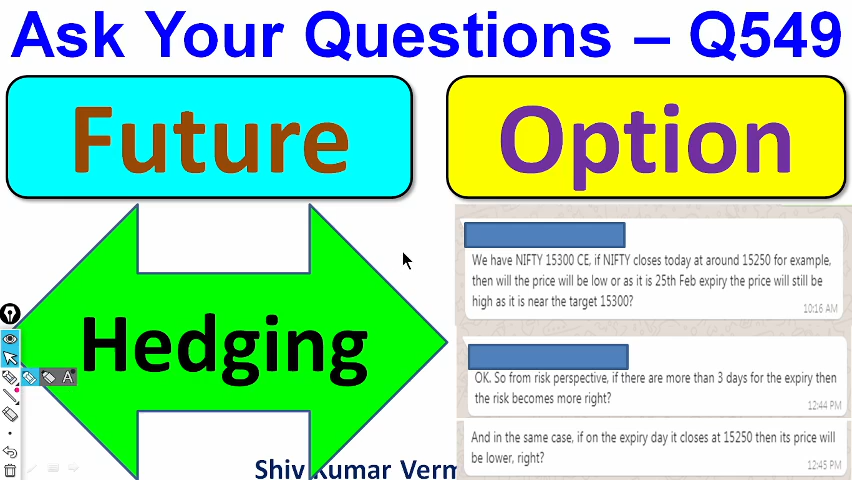 Ask Your Questions – Q549
Future
Option
Hedging
We have NIFTY 15300 CE, if NIFTY closes today at around 15250 for example,
then will the price will be low or as it is 25th Feb expiry the price will still be
high as it is near the target 15300?
10:16 AM
OK. So from risk perspective, if there are more than 3 days for the expiry then
the risk becomes more right?
12:44 PM
And in the same case, if on the expiry day it closes at 15250 then its price will
be lower, right?
12:45 PM
A
Shiv Kumar Verm